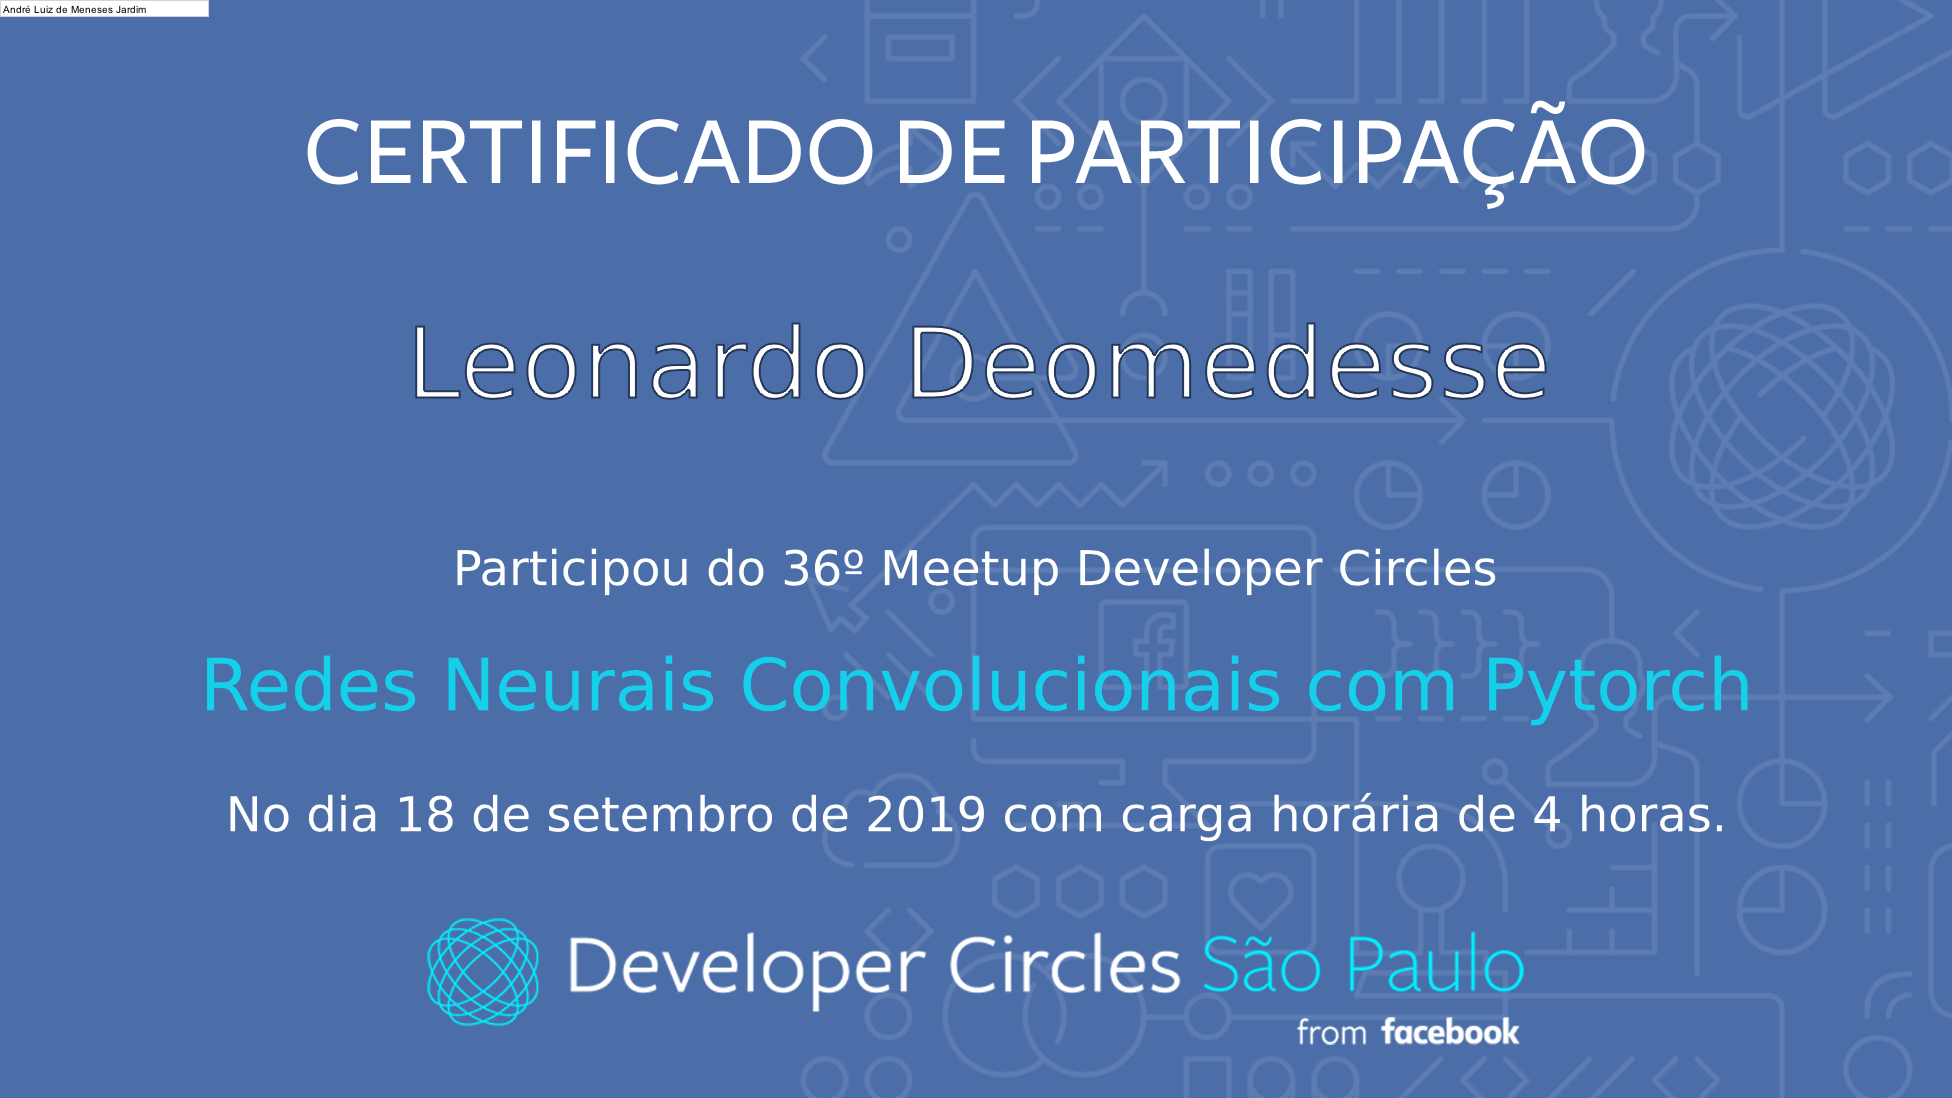 André Luiz de Meneses Jardim
CERTIFICADO DE PARTICIPAÇÃO
Leonardo Deomedesse
Participou do 36º Meetup Developer Circles
Redes Neurais Convolucionais com Pytorch
No dia 18 de setembro de 2019 com carga horária de 4 horas.
Developer Circles São Paulo
from facebook